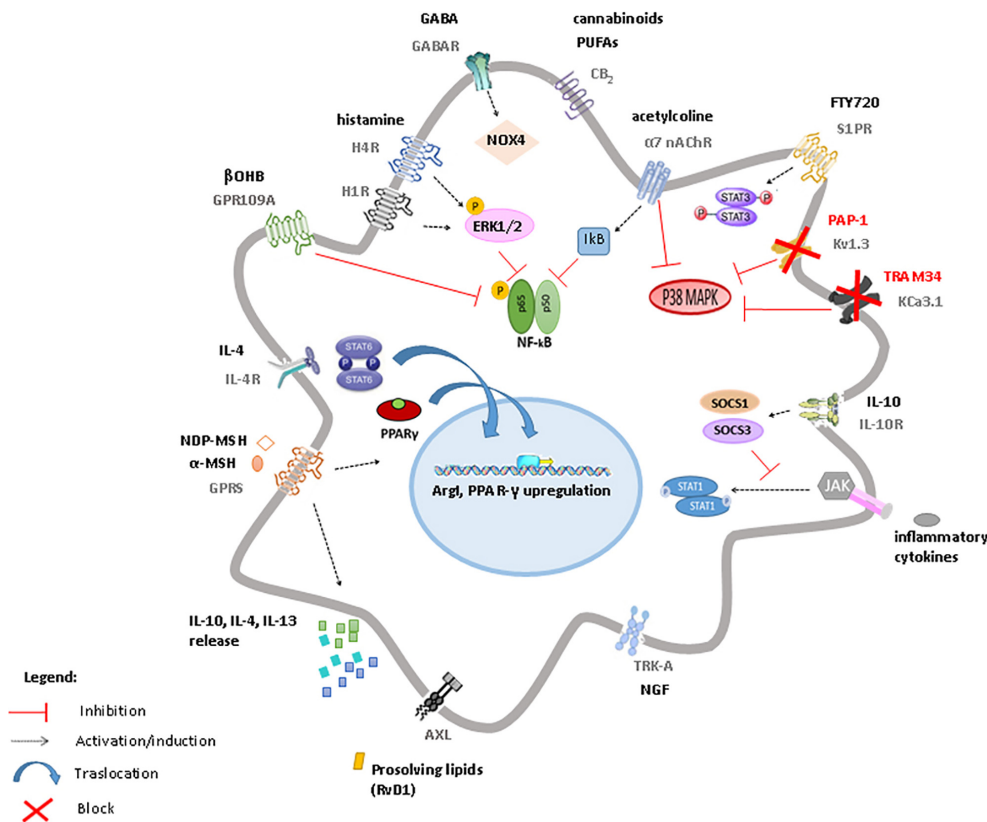 GABA
GABAR
cannabinoids
PUFAs
CB2
histamine
H4R
H1R
NOX4
acetylcoline
α7 nAChR
FTY720
S1PR
βOHB
GPR109A
P
ERK1/2
IkB
STAT3
P
P
STAT3
PAP-1
Kv1.3
TRAM34
KCa3.1
P
p65
p50
NF-kB
P38 MAPK
IL-4
IL-4R
STAT6
P
P
STAT6
PPARγ
SOCS1
SOCS3
IL-10
IL-10R
NDP-MSH
α-MSH
GPRS
ArgI, PPAR-γ upregulation
STAT1
P
P
STAT1
JAK
inflammatory
cytokines
IL-10, IL-4, IL-13
release
TRK-A
NGF
AXL
Prosolving lipids
(RvD1)
Legend:
Inhibition
Activation/induction
Traslocation
Block